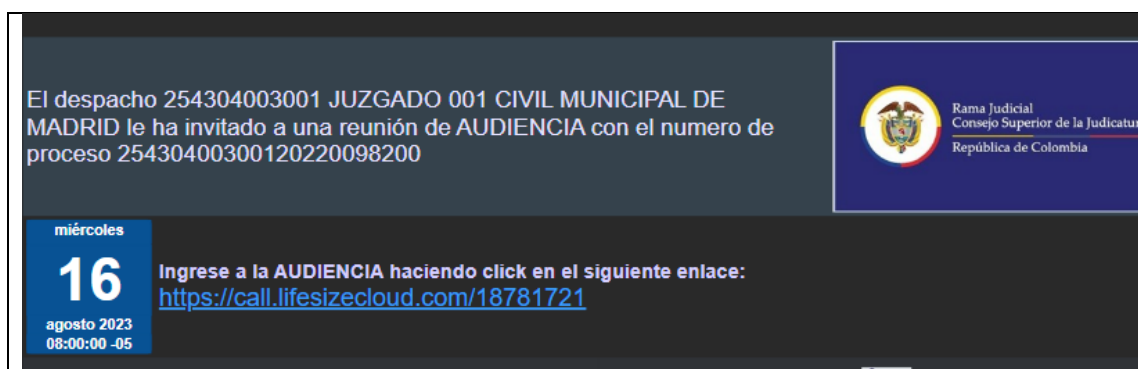 El despacho 254304003001 JUZGADO 001 CIVIL MUNICIPAL DE
MADRID le ha invitado a una reunión de AUDIENCIA con el numero de
proceso 25430400300120220098200
Rama Judicial
Consejo Superior de la Judicatur
República de Colombia
miércoles
16
agosto 2023
08:00:00 -05
Ingrese a la AUDIENCIA haciendo click en el siguiente enlace:
https://call.lifesizecloud.com/18781721